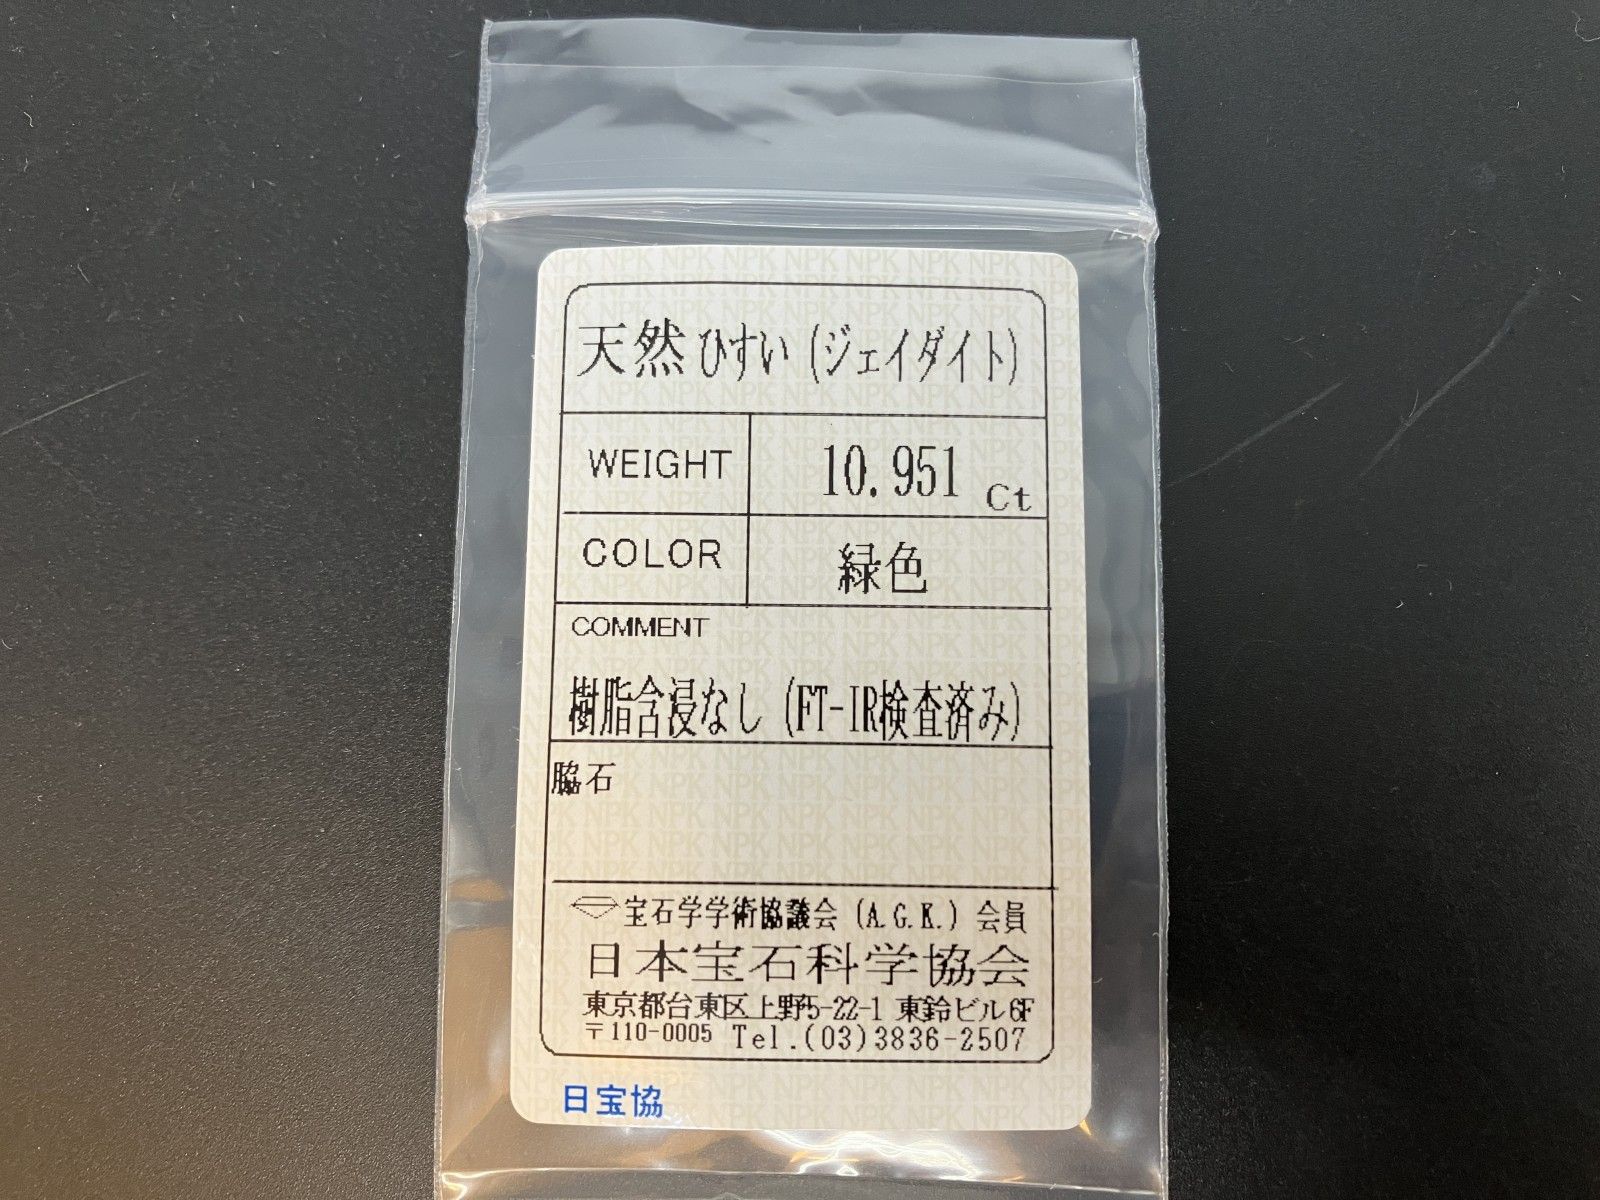 天然 ひすい (ジェイダイト)
WEIGHT 10.951 Ct
COLOR 緑色
COMMENT
樹脂含浸なし (FT-IR検査済み)
脇石
宝石学学術協議会 (A.G.K.) 会員
日本宝石科学協会
東京都台東区上野5-22-1 東鈴ビル6F
〒110-0005 Tel.(03)3836-2507
日宝協